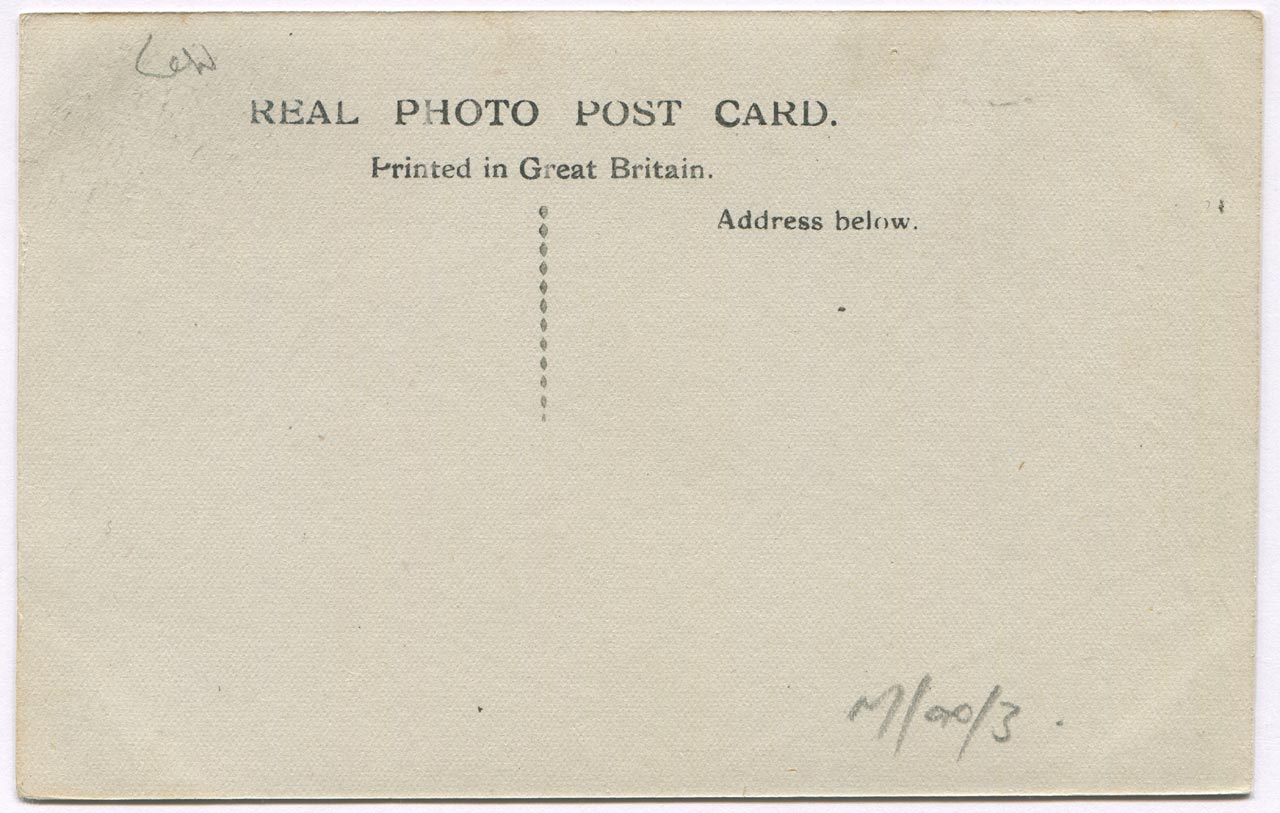 REAL PHOTO POST CARD.
Printed in Great Britain.
Address below.
M/00/3.